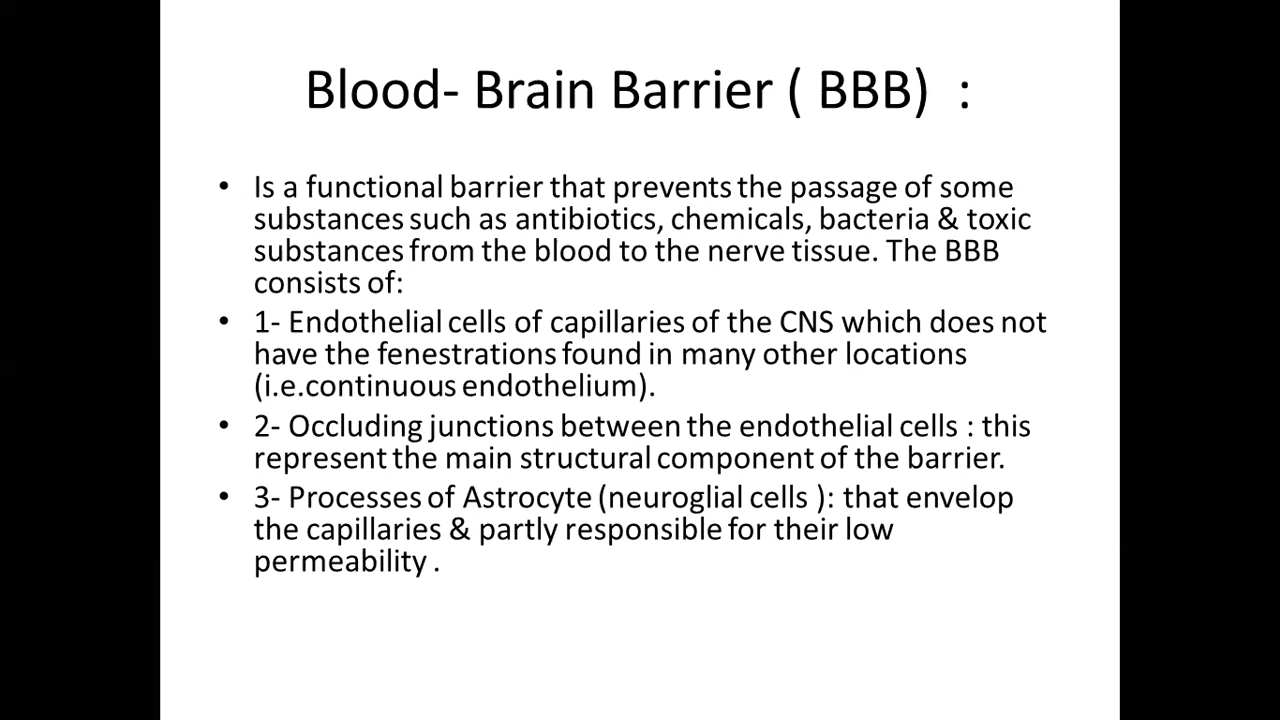 Blood- Brain Barrier ( BBB)  :
• Is a functional barrier that prevents the passage of some
substances such as antibiotics, chemicals, bacteria & toxic
substances from the blood to the nerve tissue. The BBB
consists of:
• 1- Endothelial cells of capillaries of the CNS which does not
have the fenestrations found in many other locations
(i.e.continuous endothelium).
• 2- Occluding junctions between the endothelial cells : this
represent the main structural component of the barrier.
• 3- Processes of Astrocyte (neuroglial cells ): that envelop
the capillaries & partly responsible for their low
permeability .